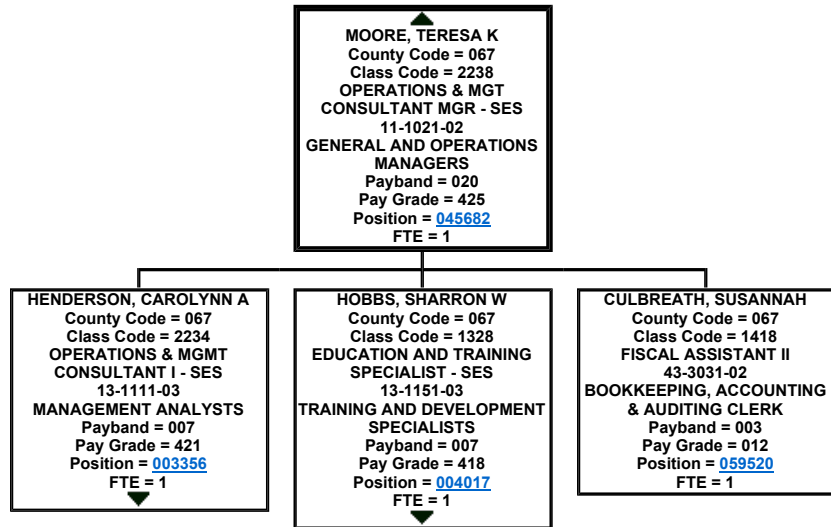 MOORE, TERESA K
County Code = 067
Class Code = 2238
OPERATIONS & MGT
CONSULTANT MGR - SES
11-1021-02
GENERAL AND OPERATIONS
MANAGERS
Payband = 020
Pay Grade = 425
Position = 045682
FTE = 1
HENDERSON, CAROLYNN A
County Code = 067
Class Code = 2234
OPERATIONS & MGMT
CONSULTANT I - SES
13-1111-03
MANAGEMENT ANALYSTS
Payband = 007
Pay Grade = 421
Position = 003356
FTE = 1
HOBBS, SHARRON W
County Code = 067
Class Code = 1328
EDUCATION AND TRAINING
SPECIALIST - SES
13-1151-03
TRAINING AND DEVELOPMENT
SPECIALISTS
Payband = 007
Pay Grade = 418
Position = 004017
FTE = 1
CULBREATH, SUSANNAH
County Code = 067
Class Code = 1418
FISCAL ASSISTANT II
43-3031-02
BOOKKEEPING, ACCOUNTING
& AUDITING CLERK
Payband = 003
Pay Grade = 012
Position = 059520
FTE = 1